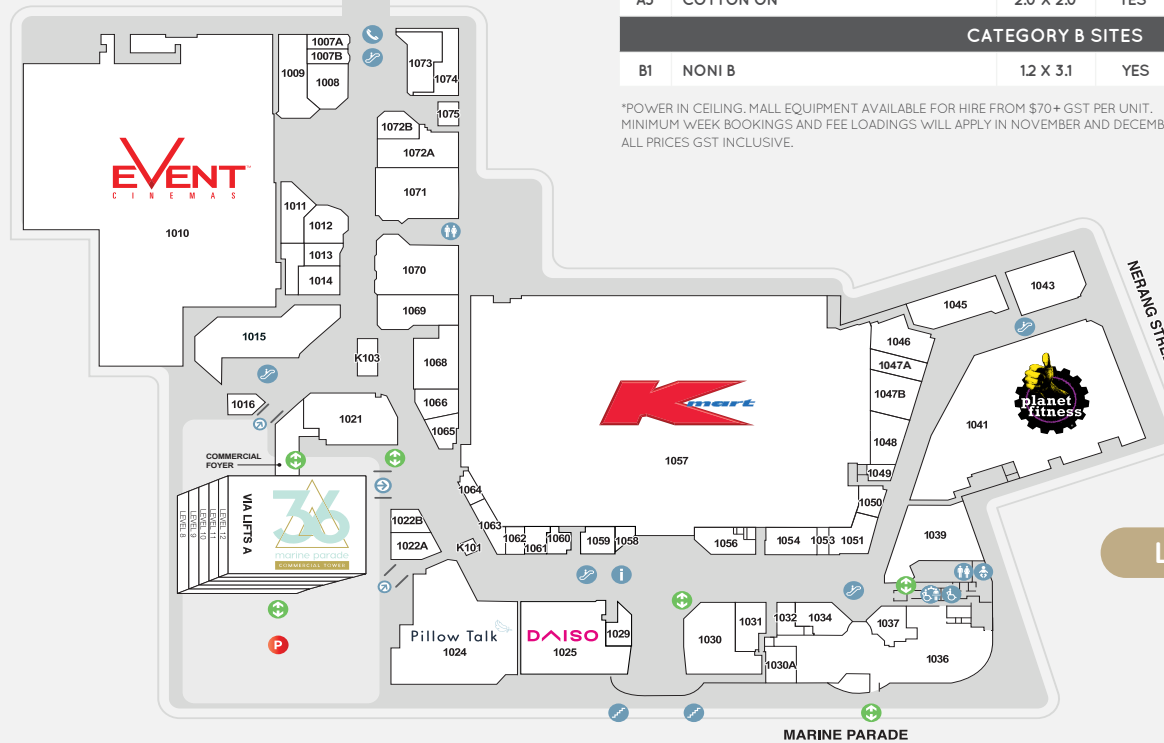 A3 COTTON ON 2.0 X 2.0 YES
CATEGORY B SITES
B1 NONI B 1.2 X 3.1 YES
*POWER IN CEILING. MALL EQUIPMENT AVAILABLE FOR HIRE FROM $70+ GST PER UNIT.
MINIMUM WEEK BOOKINGS AND FEE LOADINGS WILL APPLY IN NOVEMBER AND DECEMB
ALL PRICES GST INCLUSIVE.
1007A
1007B
1009
1008
1073
1074
1075
1072B
1072A
EVENT
CINEMAS
1071
1011
1012
1010
1013
1014
1070
1069
NERANG STRE
1043
1045
1015
K103
1068
1046
1047A
1047B
Kmart
planet
fitness
1016
1021
1066
1065
1041
1048
COMMERCIAL
FOYER
1057
1049
1064
1050
VIA LIFTS A
LEVEL 12
LEVEL 11
LEVEL 10
LEVEL 9
LEVEL 8
36
marine parade
COMMERCIAL TOWER
1022B
1022A
1063
K101
1062
1061
1060
1059
1058
1056
1054
1053
1051
1039
L
i
P
Pillow Talk
1024
DAISO
1025
1029
1030
1031
1032
1034
1037
1030A
1036
MARINE PARADE